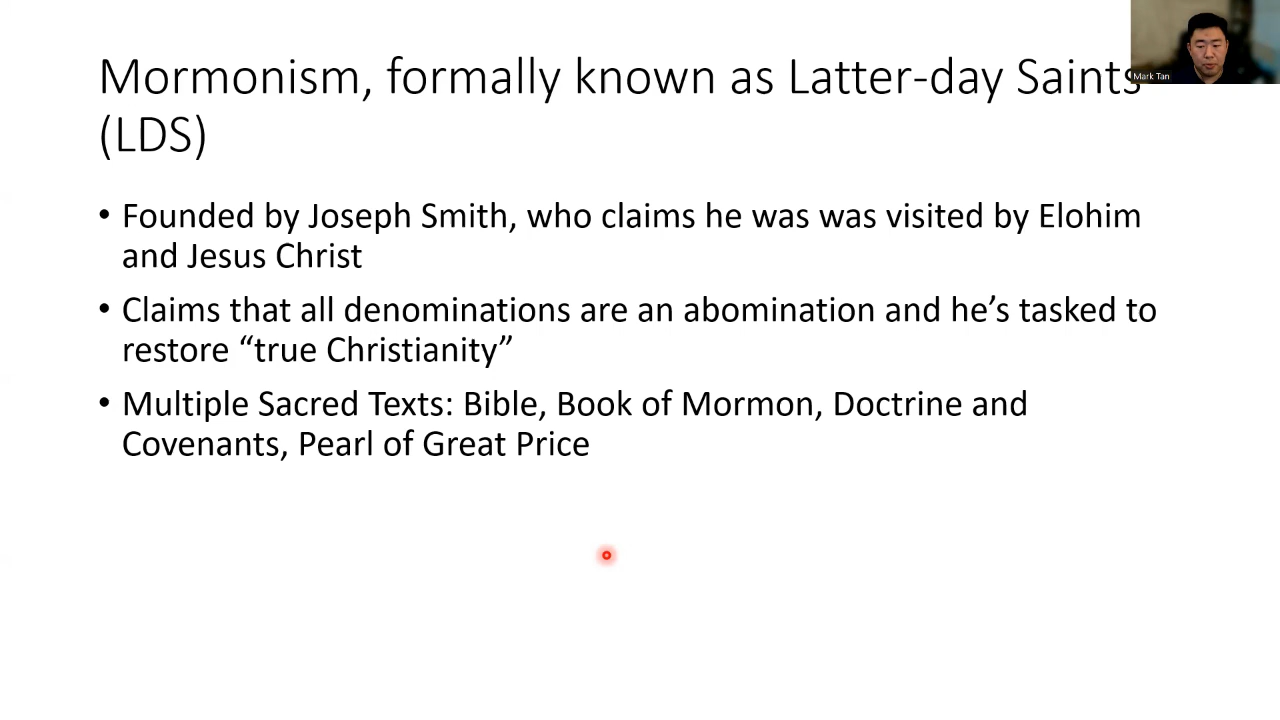 Mormonism, formally known as Latter-day Saints
(LDS)
Mark Tan
• Founded by Joseph Smith, who claims he was was visited by Elohim
and Jesus Christ
• Claims that all denominations are an abomination and he’s tasked to
restore “true Christianity”
• Multiple Sacred Texts: Bible, Book of Mormon, Doctrine and
Covenants, Pearl of Great Price